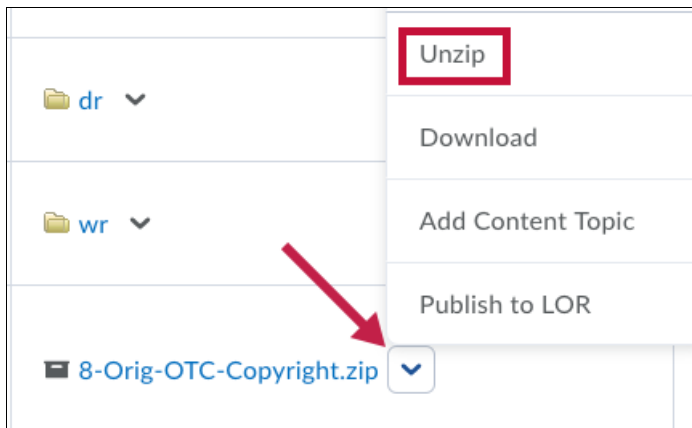 Unzip
dr
Download
wr
Add Content Topic
Publish to LOR
8-Orig-OTC-Copyright.zip